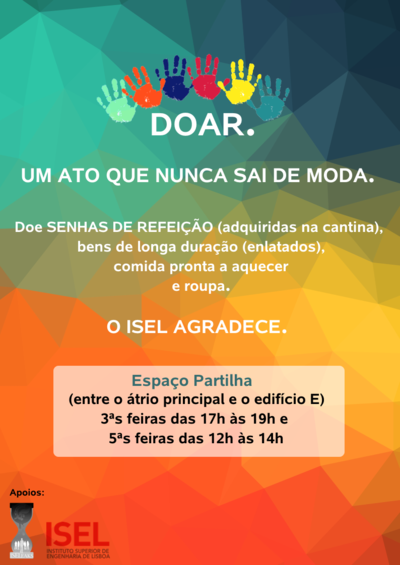 DOAR.
UM ATO QUE NUNCA SAI DE MODA.
Doe SENHAS DE REFEIÇÃO (adquiridas na cantina),
bens de longa duração (enlatados),
comida pronta a aquecer
e roupa.
O ISEL AGRADECE.
Espaço Partilha
(entre o átrio principal e o edifício E)
3ªs feiras das 17h às 19h e
5ªs feiras das 12h às 14h
Apoios:
ISEL
INSTITUTO SUPERIOR DE
ENGENHARIA DE LISBOA